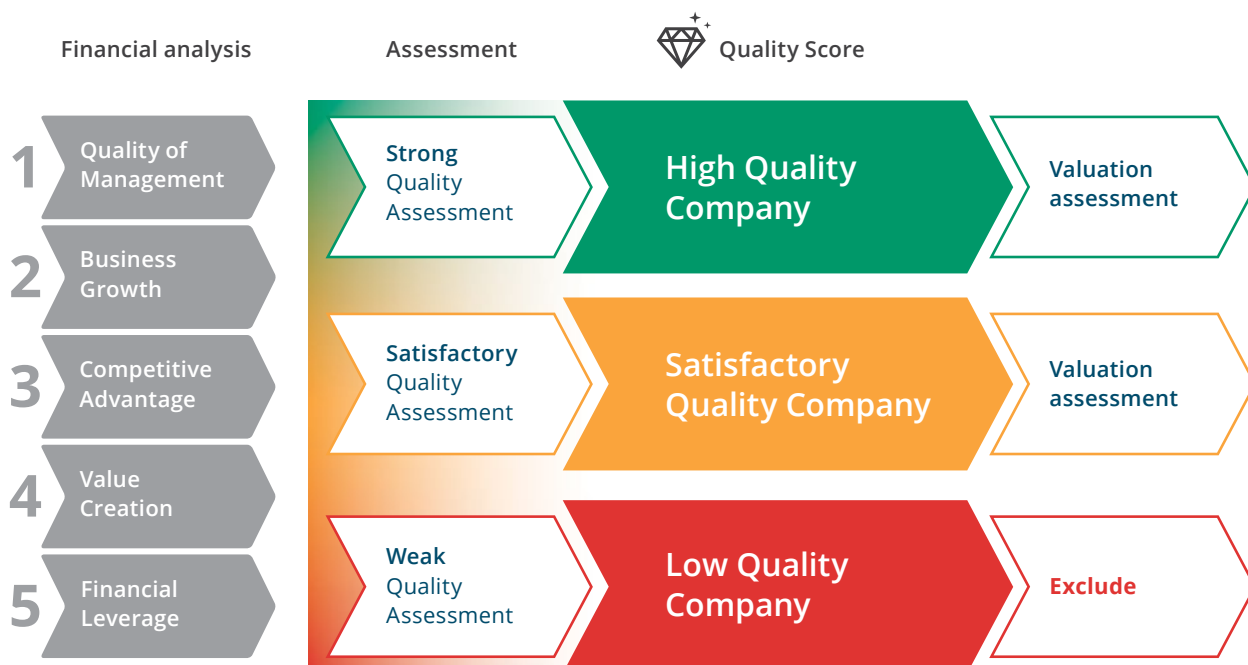 Financial analysis
Assessment
Quality Score
1
Quality of
Management
2
Business
Growth
3
Competitive
Advantage
4
Value
Creation
5
Financial
Leverage
Strong
Quality
Assessment
High Quality
Company
Valuation
assessment
Satisfactory
Quality
Assessment
Satisfactory
Quality Company
Valuation
assessment
Weak
Quality
Assessment
Low Quality
Company
Exclude